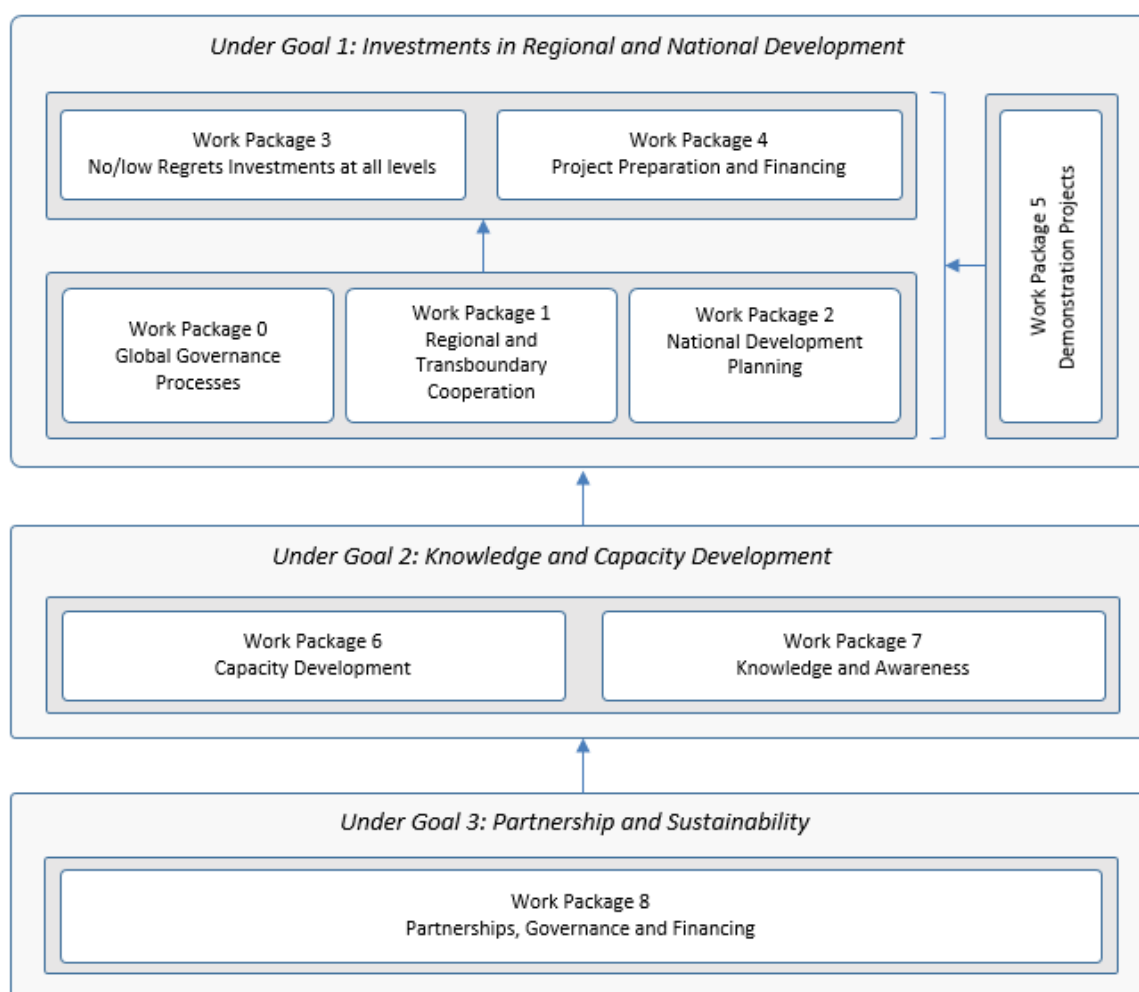 Under Goal 1: Investments in Regional and National Development
Work Package 3
No/low Regrets Investments at all levels
Work Package 4
Project Preparation and Financing
Work Package 0
Global Governance
Processes
Work Package 1
Regional and
Transboundary
Cooperation
Work Package 2
National Development
Planning
Work Package 5
Demonstration Projects
Under Goal 2: Knowledge and Capacity Development
Work Package 6
Capacity Development
Work Package 7
Knowledge and Awareness
Under Goal 3: Partnership and Sustainability
Work Package 8
Partnerships, Governance and Financing